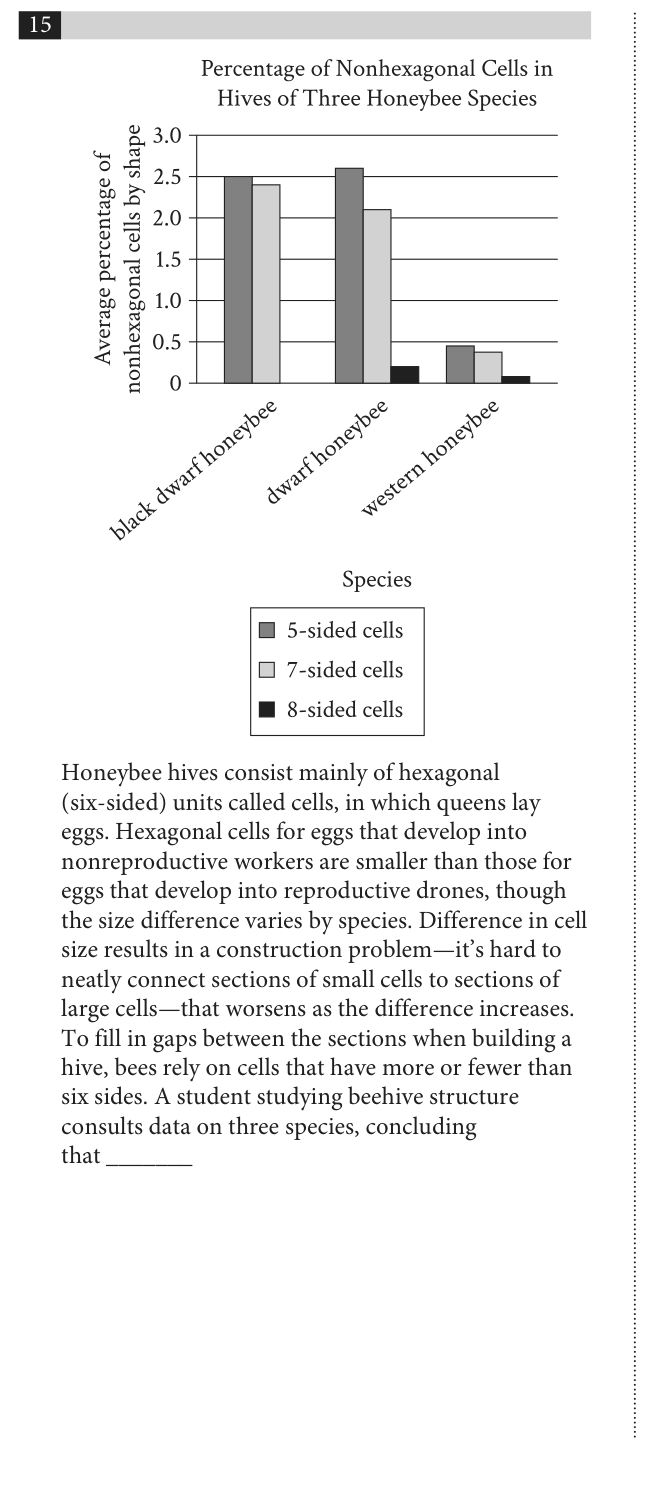 15
Percentage of Nonhexagonal Cells in
Hives of Three Honeybee Species
Average percentage of
nonhexagonal cells by shape
3.0
2.5
2.0
1.5
1.0
0.5
0
black dwarf honeybee
dwarf honeybee
western honeybee
Species
5-sided cells
7-sided cells
8-sided cells
Honeybee hives consist mainly of hexagonal
(six-sided) units called cells, in which queens lay
eggs. Hexagonal cells for eggs that develop into
nonreproductive workers are smaller than those for
eggs that develop into reproductive drones, though
the size difference varies by species. Difference in cell
size results in a construction problem—it’s hard to
neatly connect sections of small cells to sections of
large cells—that worsens as the difference increases.
To fill in gaps between the sections when building a
hive, bees rely on cells that have more or fewer than
six sides. A student studying beehive structure
consults data on three species, concluding
that _______